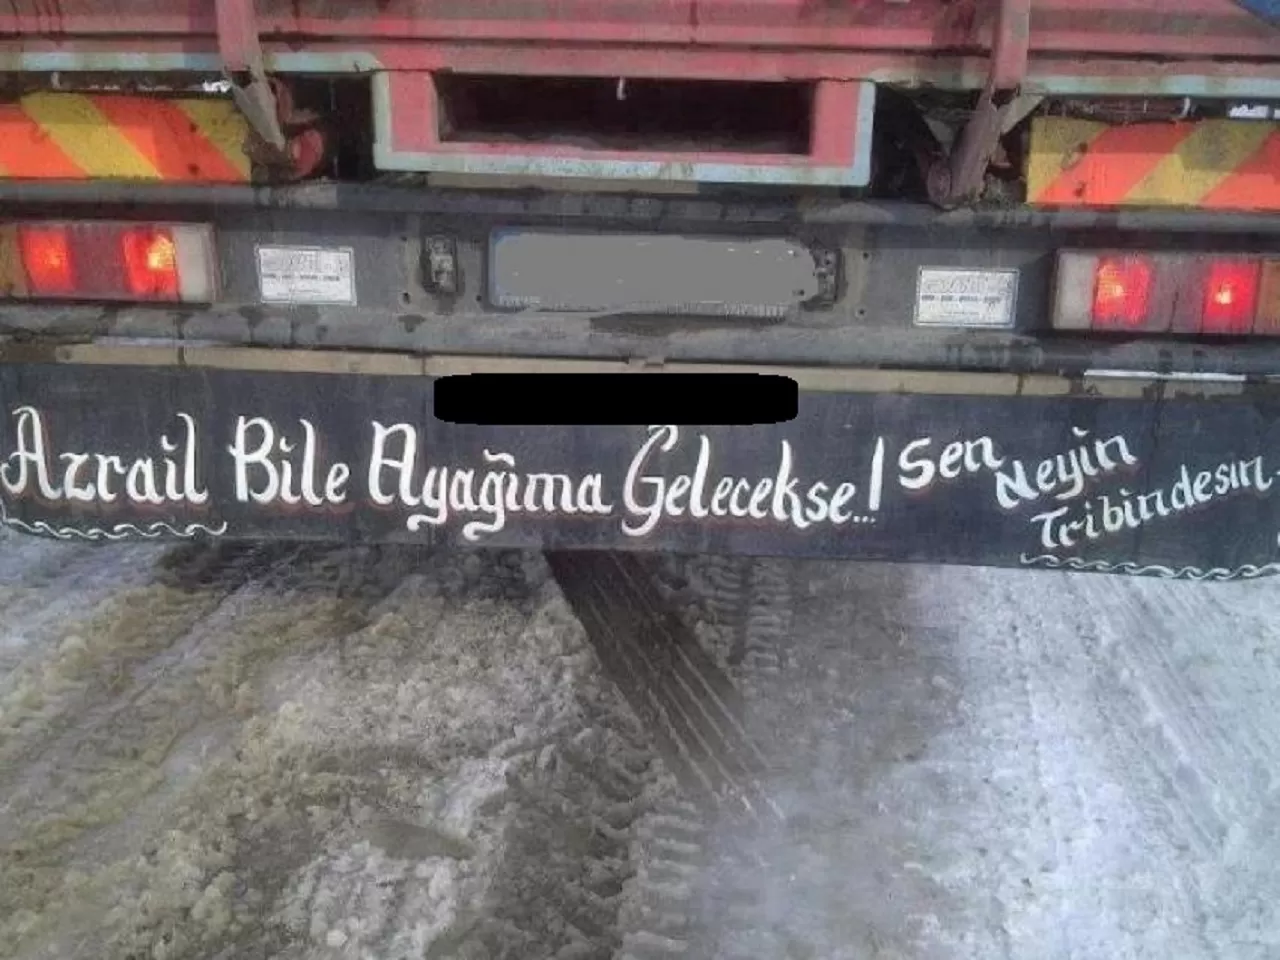 Azrail Bile Ayağıma Gelecekse...! Sen Neyin Tribindesin